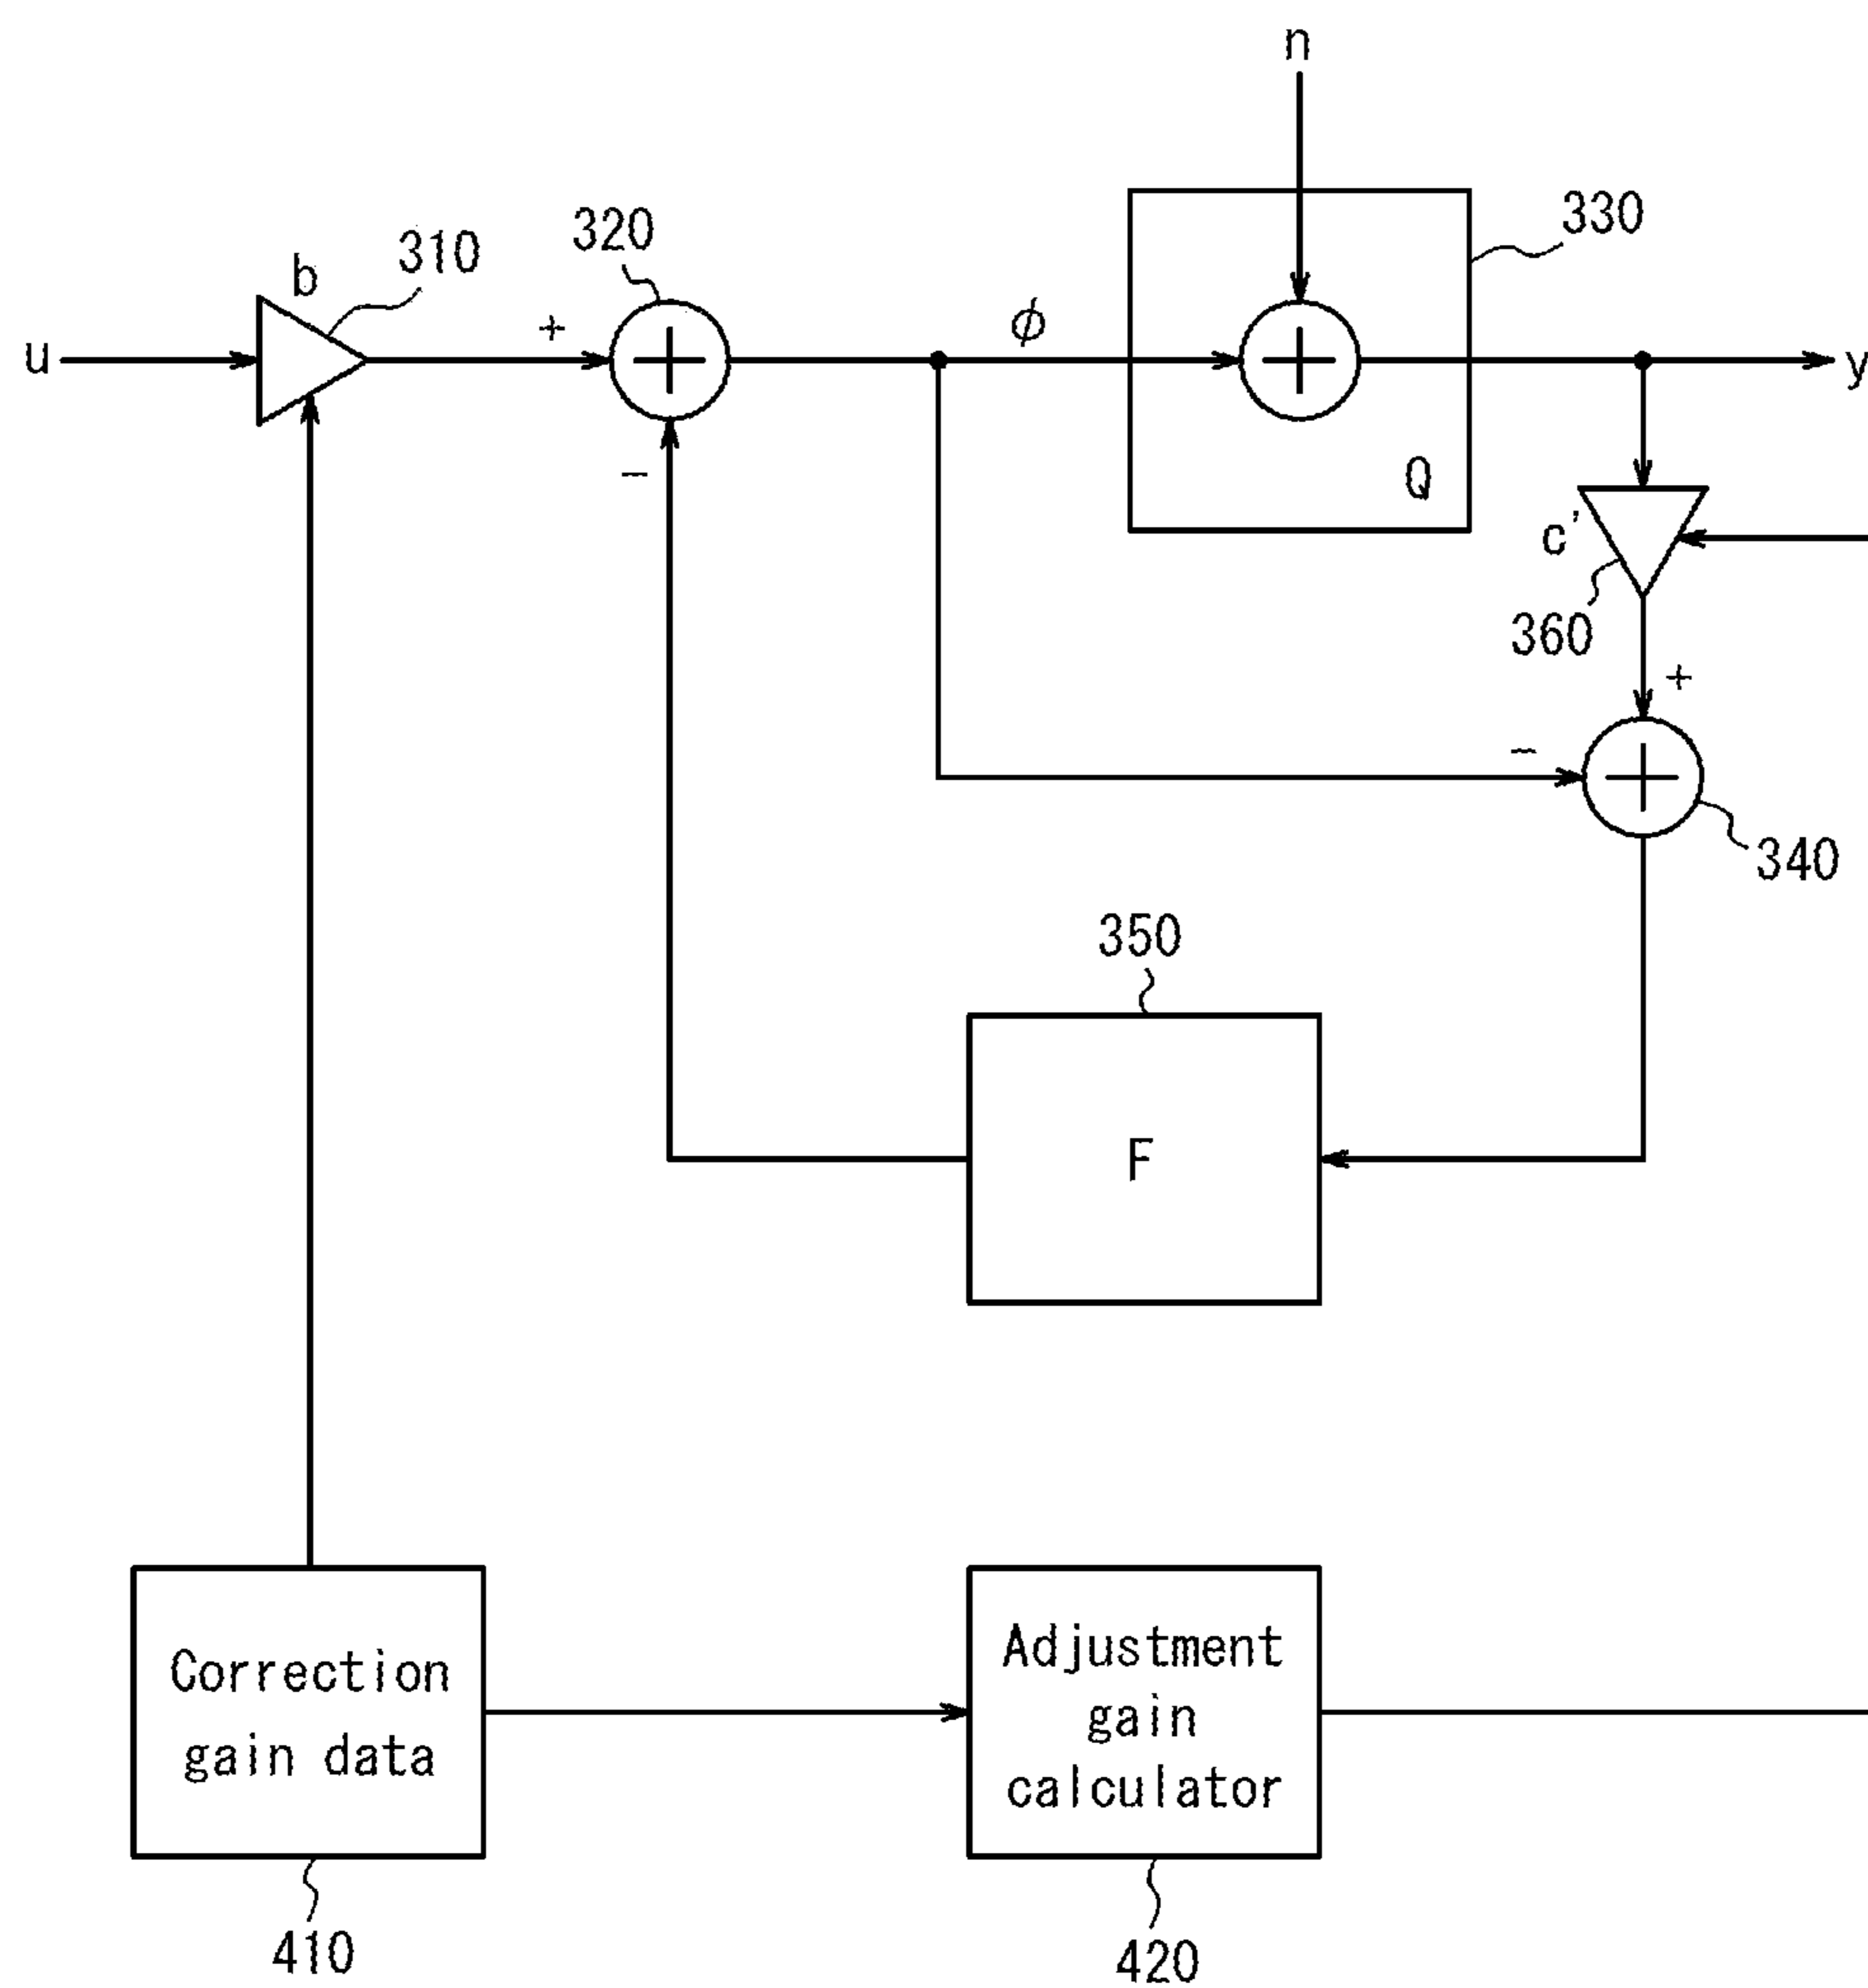 n
330
320
310
b
+
ϕ
u
y
−
Q
c'
360
+
−
340
350
F
Correction
gain data
Adjustment
gain
calculator
410
420